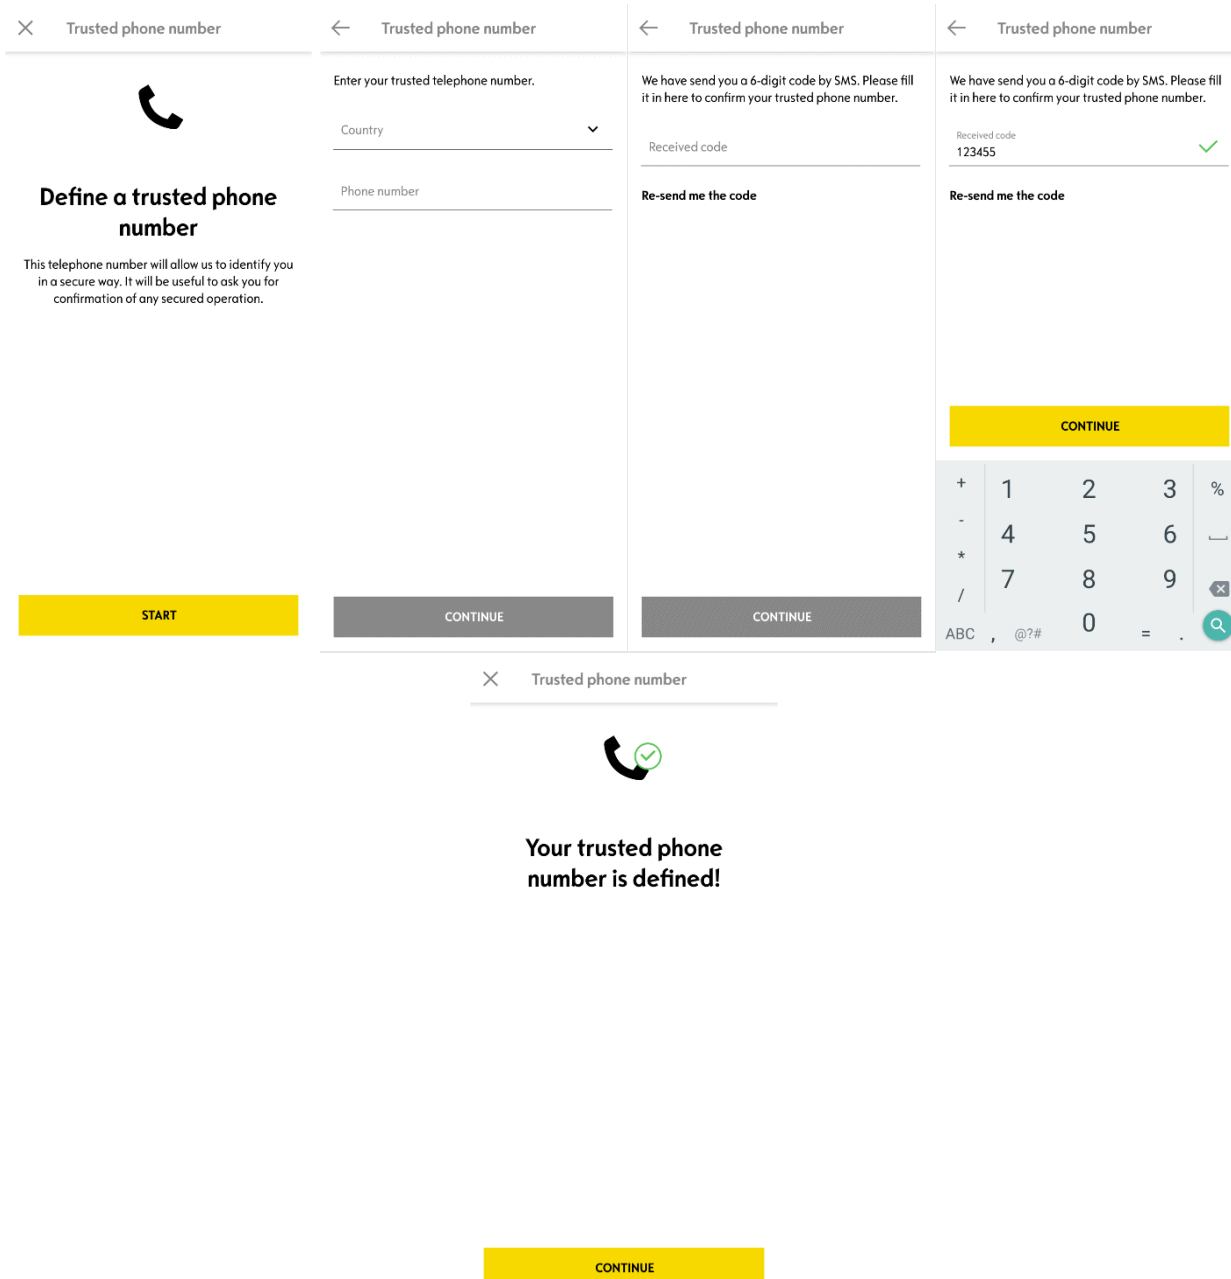 Trusted phone number
Define a trusted phone
number
This telephone number will allow us to identify you
in a secure way. It will be useful to ask you for
confirmation of any secured operation.
START
Trusted phone number
Enter your trusted telephone number.
Country
Phone number
CONTINUE
Trusted phone number
We have send you a 6-digit code by SMS. Please fill
it in here to confirm your trusted phone number.
Received code
Re-send me the code
CONTINUE
Trusted phone number
We have send you a 6-digit code by SMS. Please fill
it in here to confirm your trusted phone number.
Received code
123455
Re-send me the code
CONTINUE
+ 1 2 3 %
- 4 5 6
* 7 8 9
/ 0
ABC , @?# = .
Trusted phone number
Your trusted phone
number is defined!
CONTINUE